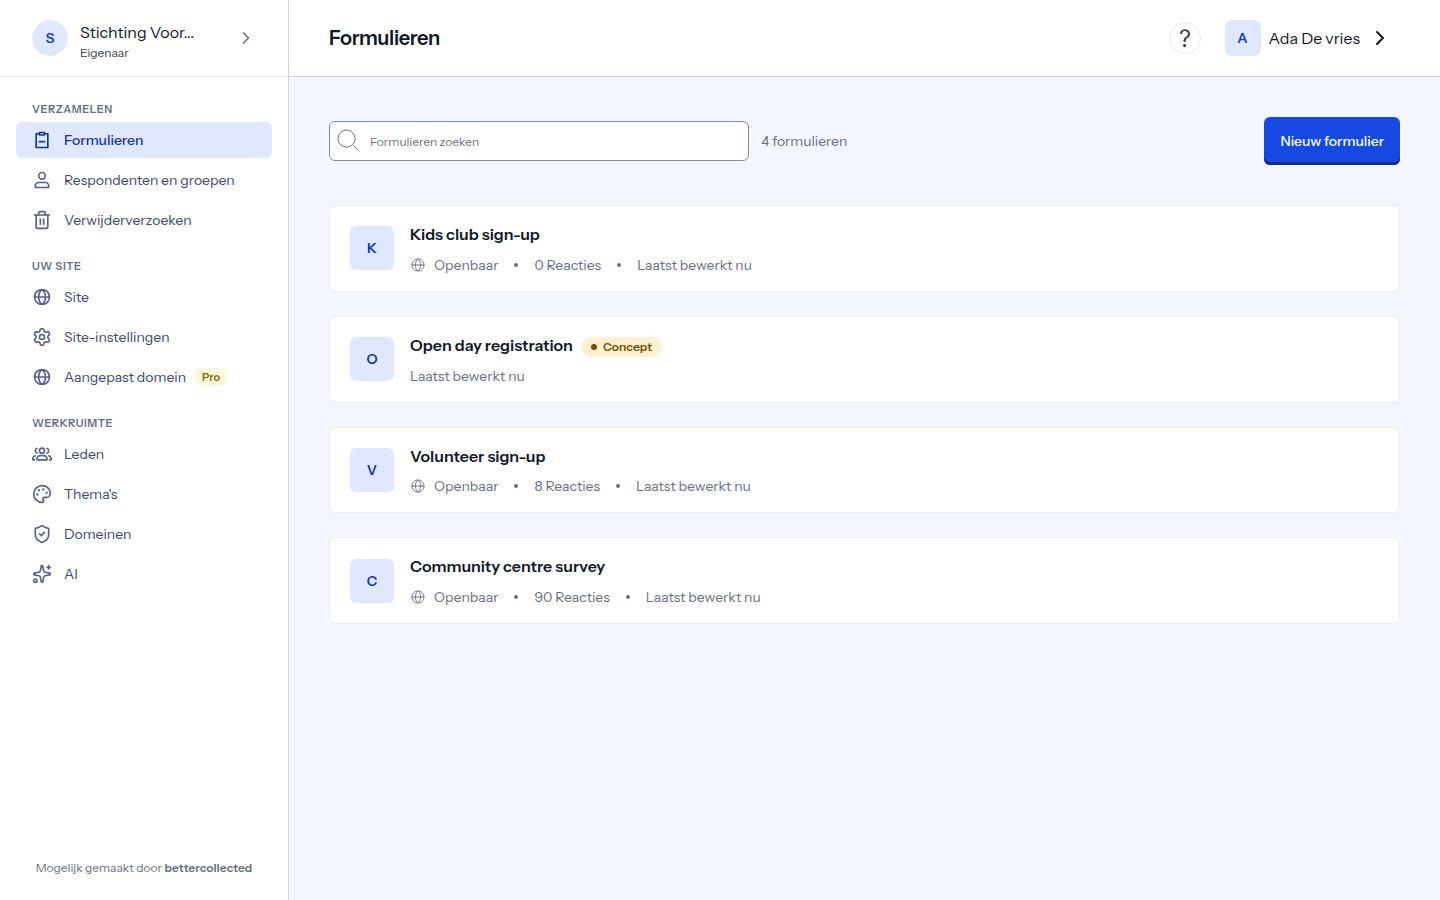 S
Stichting Voor...
Eigenaar
VERZAMELEN
Formulieren
Respondenten en groepen
Verwijderverzoeken
UW SITE
Site
Site-instellingen
Aangepast domein Pro
WERKRUIMTE
Leden
Thema's
Domeinen
AI
Mogelijk gemaakt door bettercollected
Formulieren
?
A
Ada De vries
Formulieren zoeken
4 formulieren
Nieuw formulier
K
Kids club sign-up
Openbaar • 0 Reacties • Laatst bewerkt nu
O
Open day registration Concept
Laatst bewerkt nu
V
Volunteer sign-up
Openbaar • 8 Reacties • Laatst bewerkt nu
C
Community centre survey
Openbaar • 90 Reacties • Laatst bewerkt nu